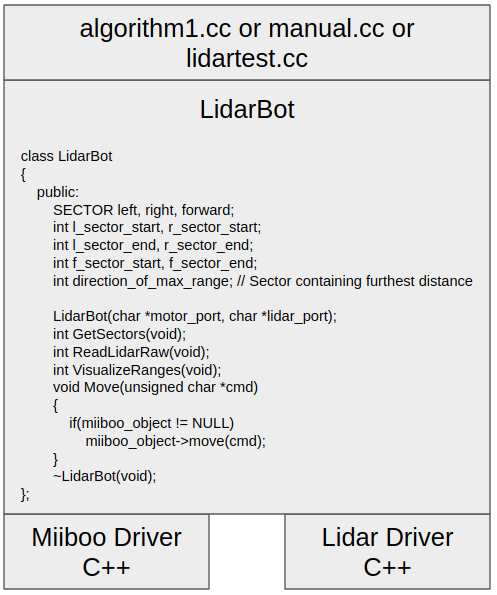 algorithm1.cc or manual.cc or
lidartest.cc
LidarBot
class LidarBot
{
public:
SECTOR left, right, forward;
int l_sector_start, r_sector_start;
int l_sector_end, r_sector_end;
int f_sector_start, f_sector_end;
int direction_of_max_range; // Sector containing furthest distance
LidarBot(char *motor_port, char *lidar_port);
int GetSectors(void);
int ReadLidarRaw(void);
int VisualizeRanges(void);
void Move(unsigned char *cmd)
{
if(miiboo_object != NULL)
miiboo_object->move(cmd);
}
~LidarBot(void);
};
Miiboo Driver
C++
Lidar Driver
C++